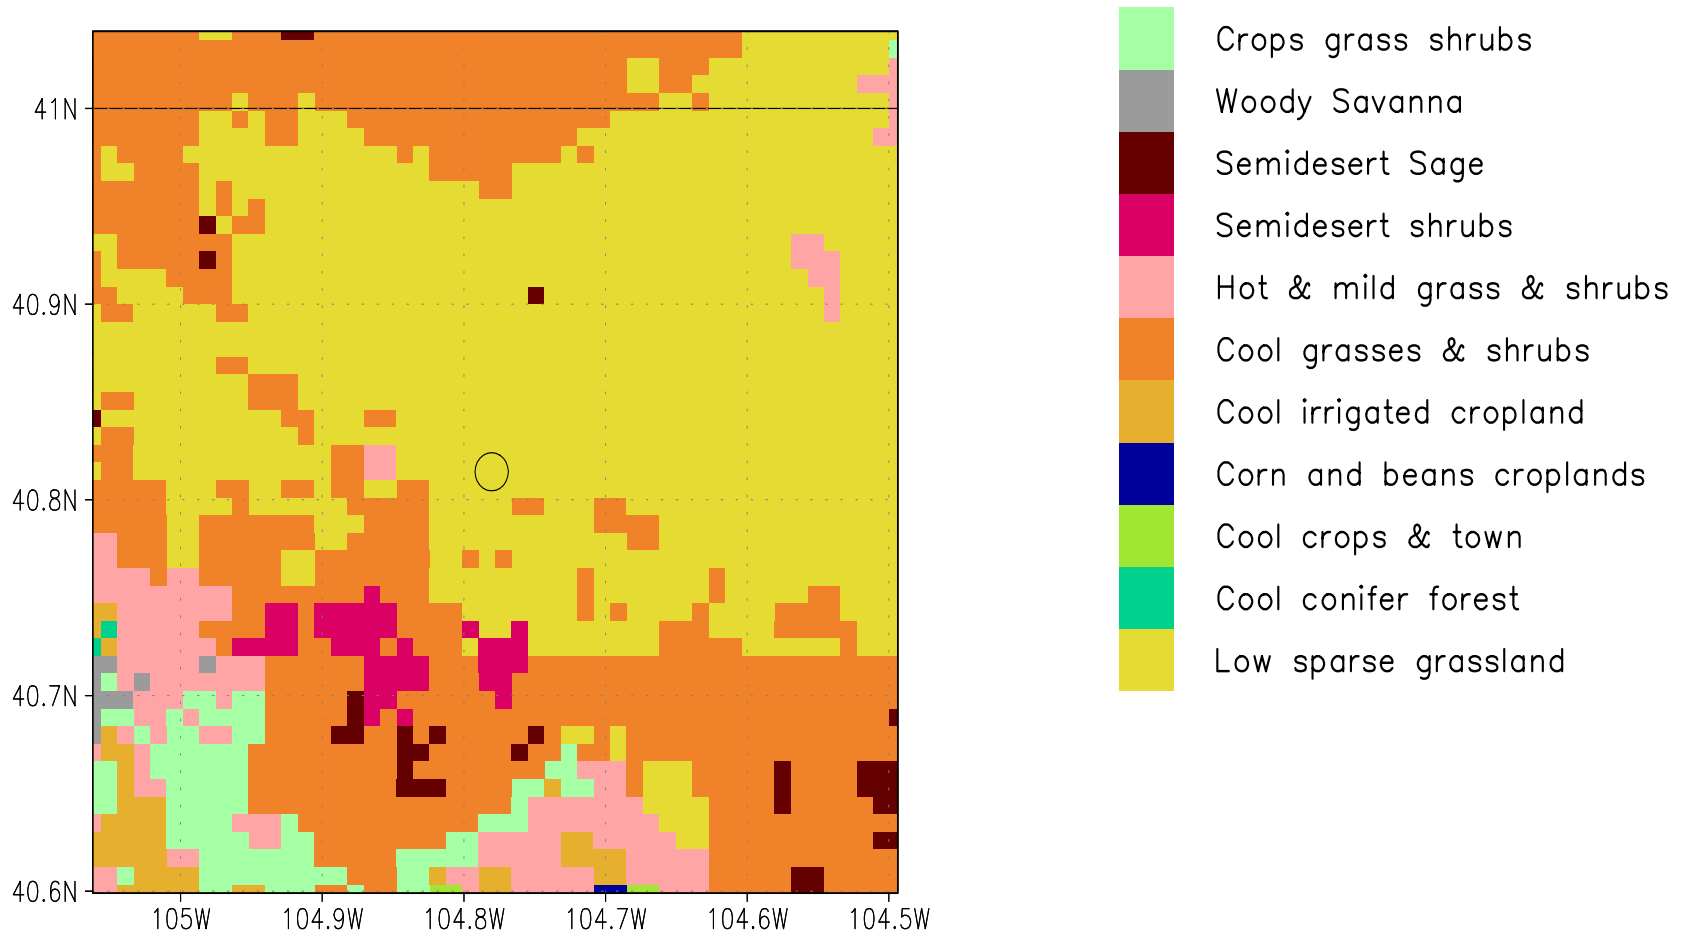 Crops grass shrubs
Woody Savanna
Semidesert Sage
Semidesert shrubs
Hot & mild grass & shrubs
Cool grasses & shrubs
Cool irrigated cropland
Corn and beans croplands
Cool crops & town
Cool conifer forest
Low sparse grassland
41N
40.9N
40.8N
40.7N
40.6N
105W 104.9W 104.8W 104.7W 104.6W 104.5W